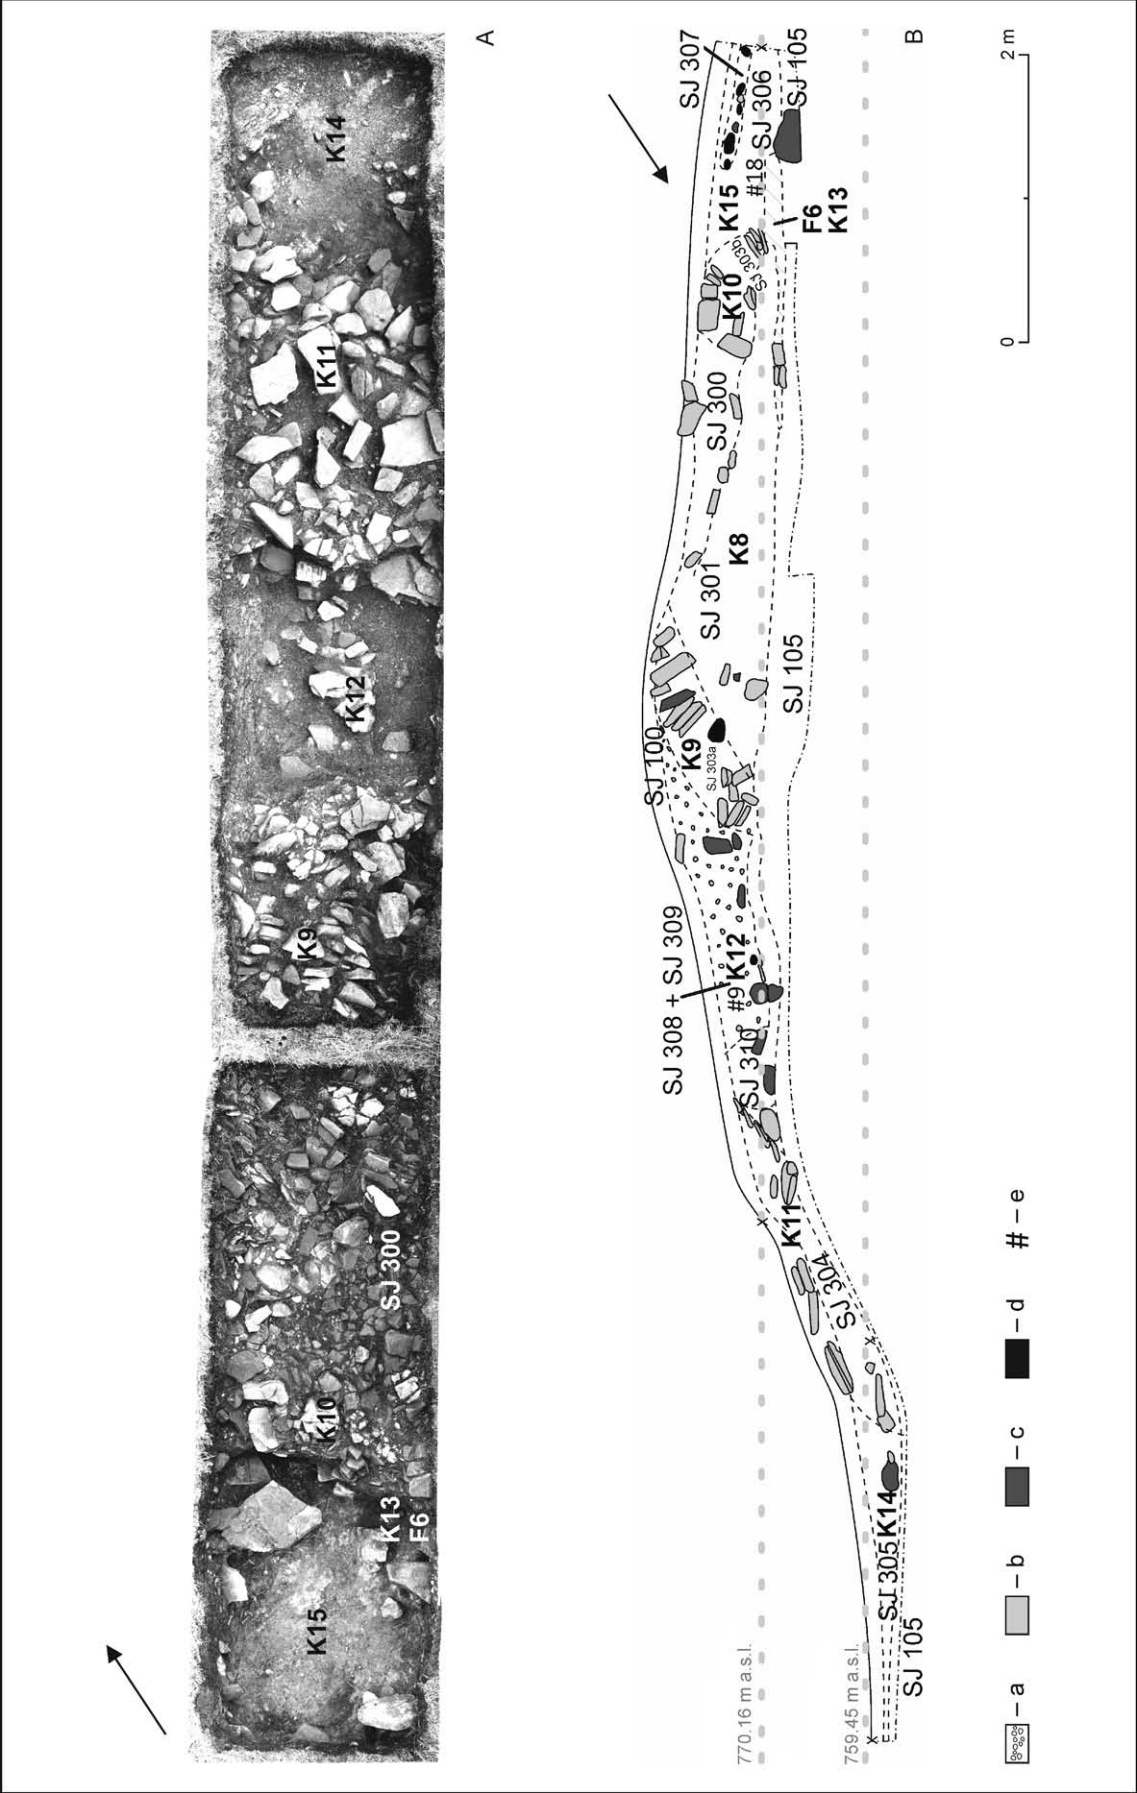 A
K14
K11
K12
K9
SJ 300
K10
K13
F6
K15
B
SJ 307
SJ 105
SJ 306
#18
K15
F6
K13
SJ 303b
K10
SJ 300
K8
SJ 301
SJ 105
SJ 100
K9
SJ 303a
SJ 308 + SJ 309
K12
#9
SJ 310
K11
SJ 304
K14
SJ 305
SJ 105
770.16 m a.s.l.
759.45 m a.s.l.
0
2 m
– a
– b
– c
– d
# – e